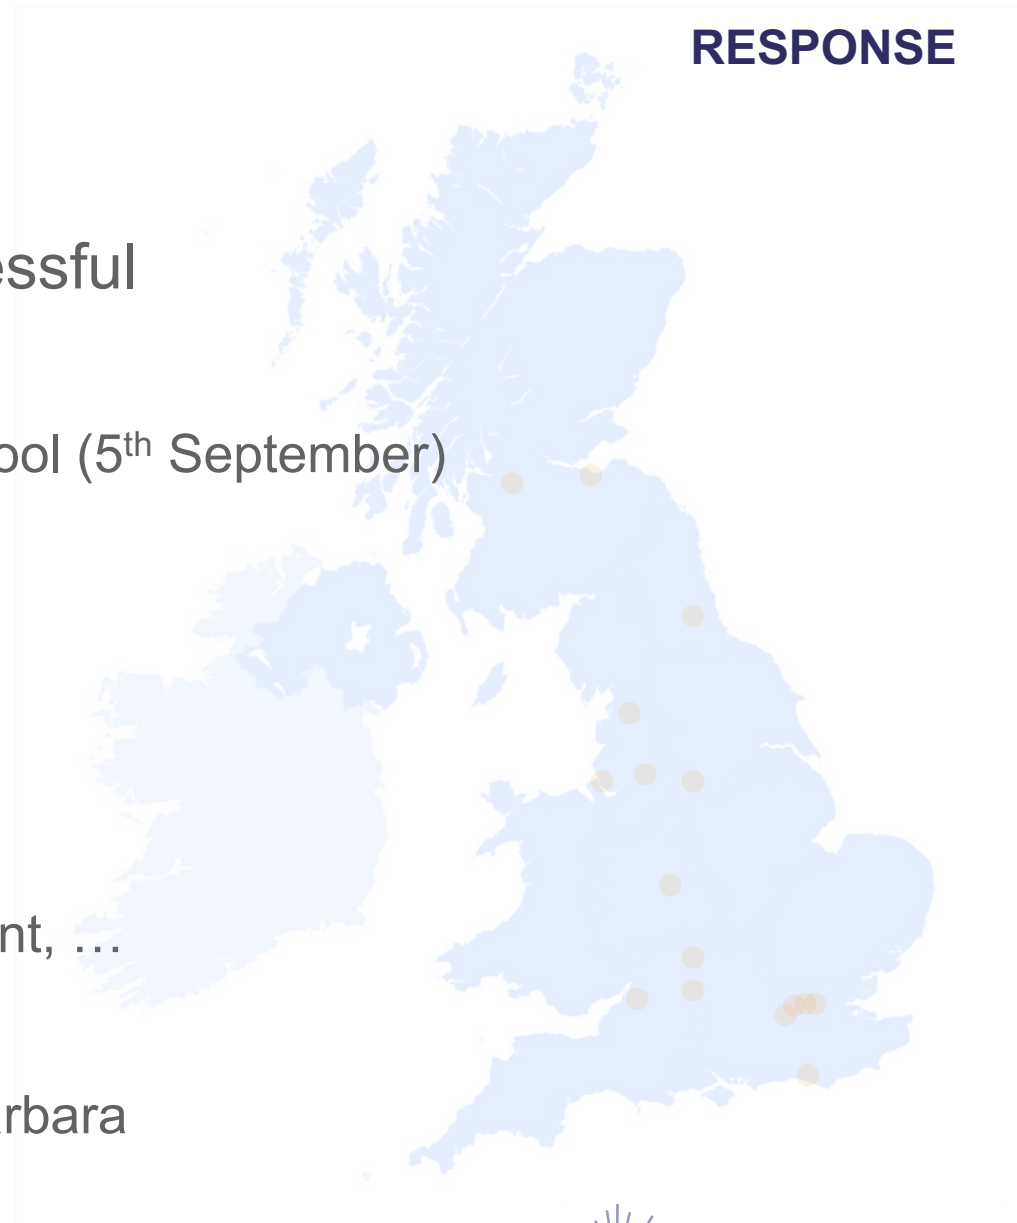 RESPONSE
essful
ool (5th September)
nt, …
rbara